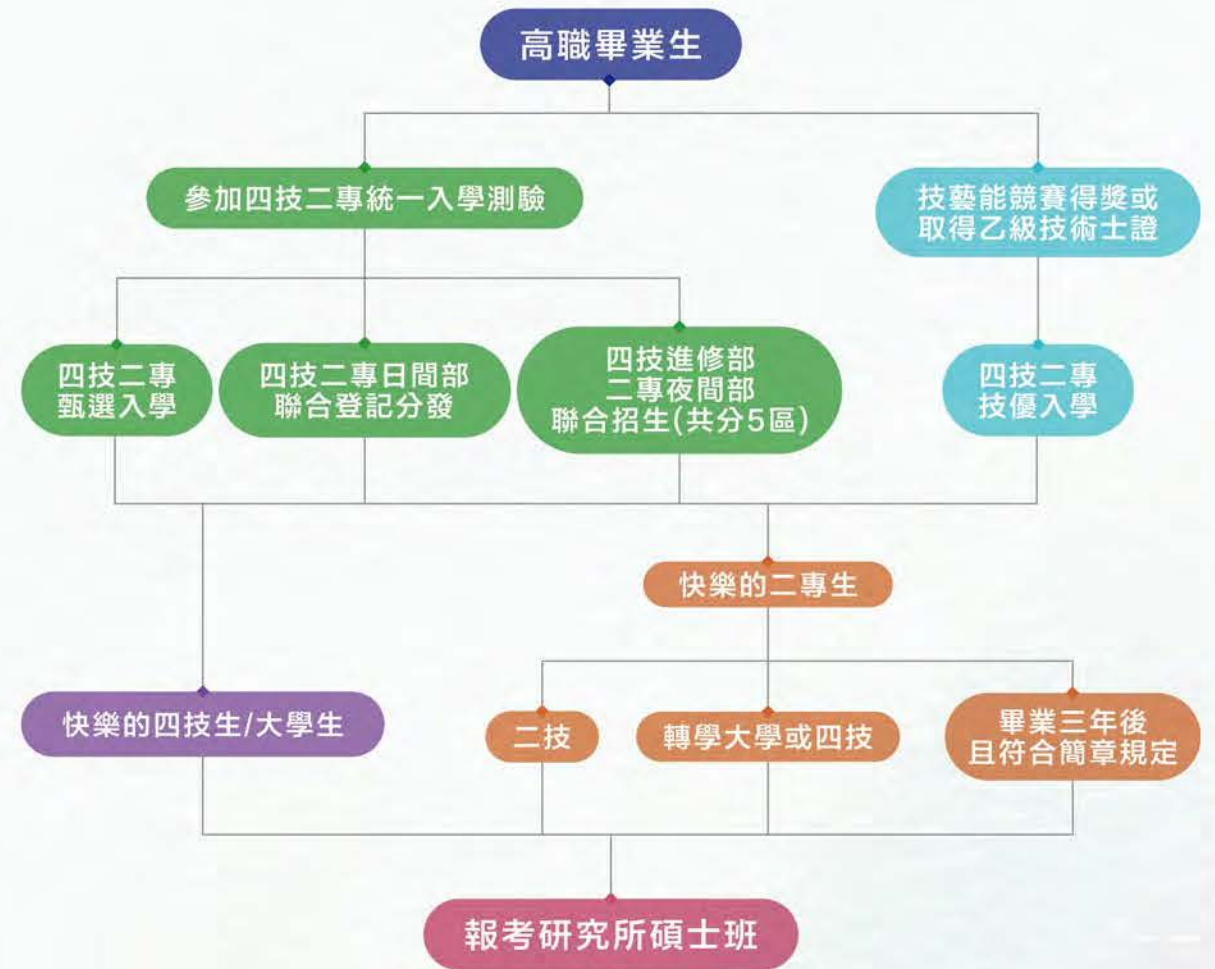 高職畢業生
參加四技二專統一入學測驗
技藝能競賽得獎或
取得乙級技術士證
四技二專
甄選入學
四技二專日間部
聯合登記分發
四技進修部
二專夜間部
聯合招生(共分5區)
四技二專
技優入學
快樂的二專生
快樂的四技生/大學生
二技
轉學大學或四技
畢業三年後
且符合簡章規定
報考研究所碩士班